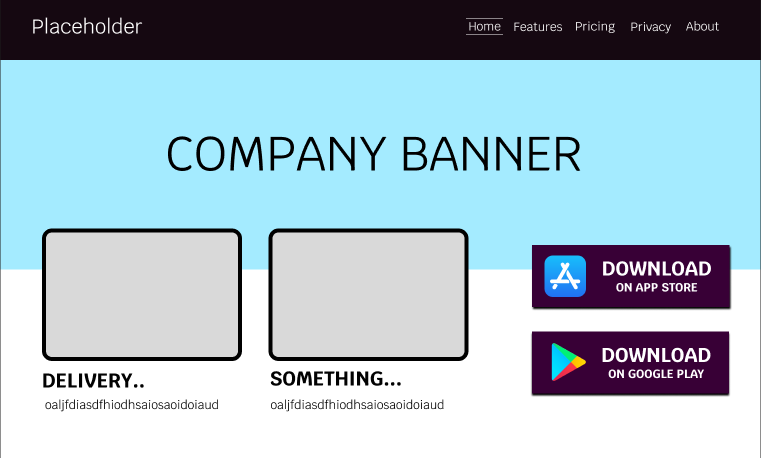 Placeholder
Home Features Pricing Privacy About
COMPANY BANNER
DELIVERY..
oaljfdiasdfhiodhsaiosaoidoiaud
SOMETHING...
oaljfdiasdfhiodhsaiosaoidoiaud
DOWNLOAD
ON APP STORE
DOWNLOAD
ON GOOGLE PLAY